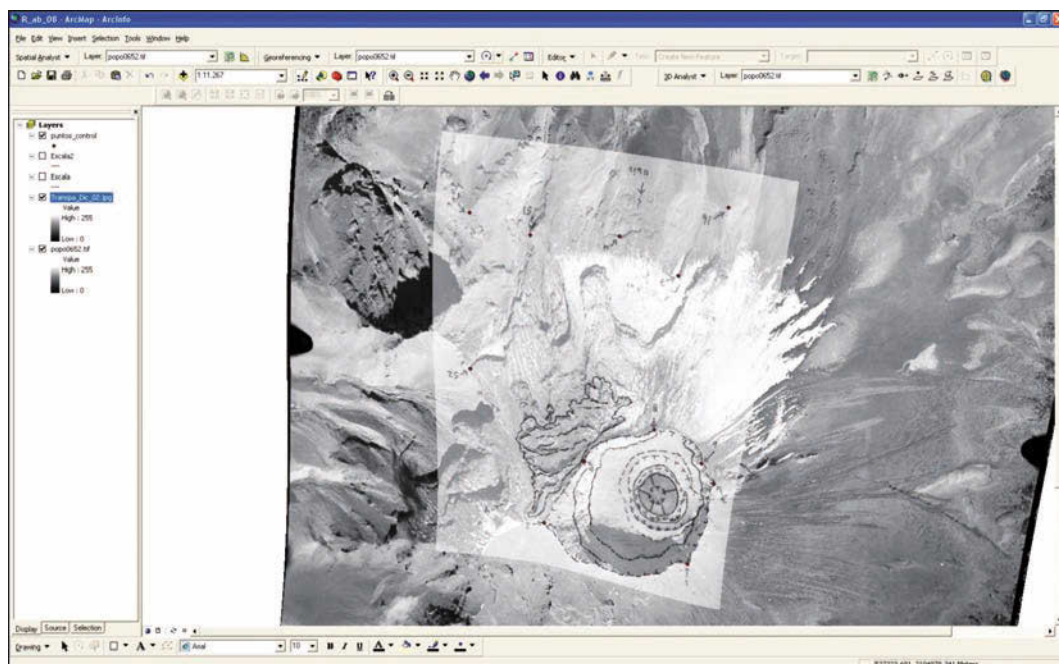 R_ab_08 - ArcMap - ArcInfo
File Edit View Insert Selection Tools Window Help
Spatial Analyst Layer: popo0652.tif Georeferencing Layer: popo0652.tif Editor Task: Create New Feature Target:
1:11.267 3D Analyst Layer: popo0652.tif
Layers
puntos_control
Escala2
Escala
Transpa_Dic_02.jpg
Value
High : 255
Low : 0
popo0652.tif
Value
High : 255
Low : 0
Display Source Selection
Drawing A Arial 10 B I U A